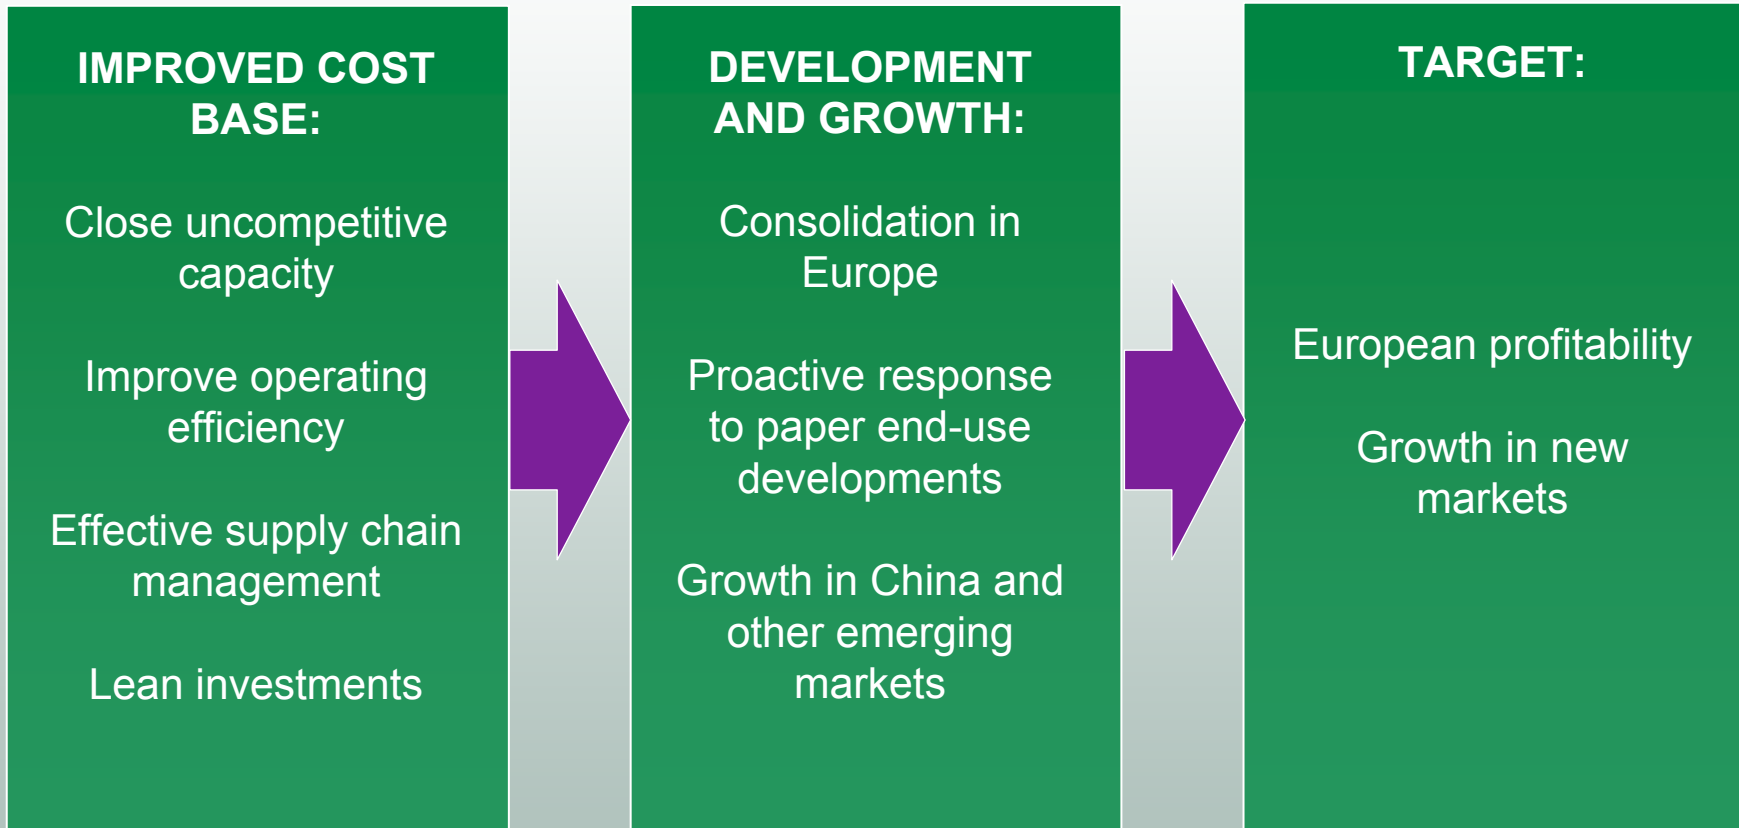 IMPROVED COST
BASE:
Close uncompetitive
capacity
Improve operating
efficiency
Effective supply chain
management
Lean investments
DEVELOPMENT
AND GROWTH:
Consolidation in
Europe
Proactive response
to paper end-use
developments
Growth in China and
other emerging
markets
TARGET:
European profitability
Growth in new
markets